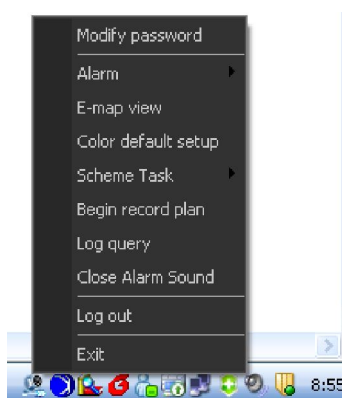 Modify password
Alarm
E-map view
Color default setup
Scheme Task
Begin record plan
Log query
Close Alarm Sound
Log out
Exit
8:55